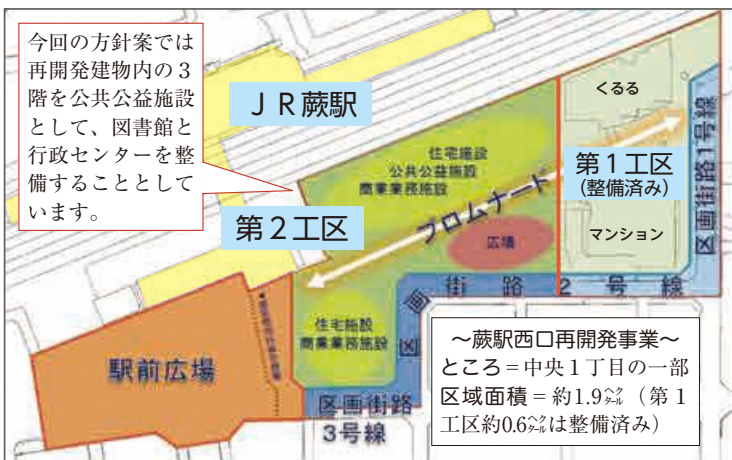 今回の方針案では
再開発建物内の３
階を公共公益施設
として、図書館と
行政センターを整
備することとして
います。
ＪＲ蕨駅
くるる
住宅施設
公共公益施設
商業業務施設
第１工区
(整備済み)
区画街路1号線
プロムナード
第２工区
広場
マンション
区画街路2号線
住宅施設
商業業務施設
駅前広場
区画街路
3号線
～蕨駅西口再開発事業～
ところ＝中央１丁目の一部
区域面積＝約1.9㌶（第１
工区約0.6㌶は整備済み）